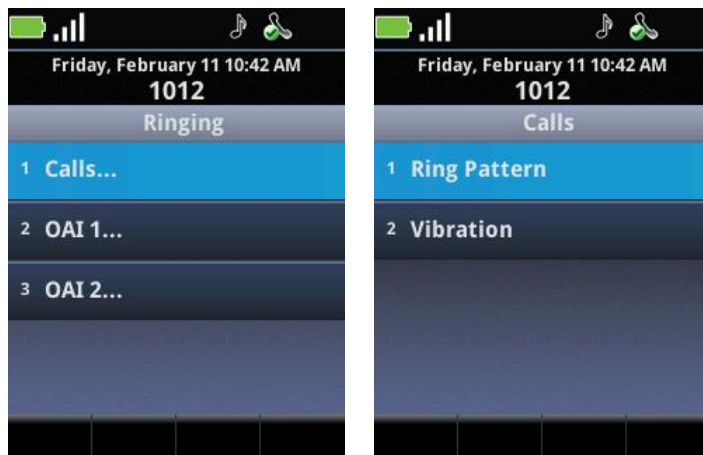 Friday, February 11 10:42 AM
1012
Ringing
1 Calls...
2 OAI 1...
3 OAI 2...
Friday, February 11 10:42 AM
1012
Calls
1 Ring Pattern
2 Vibration